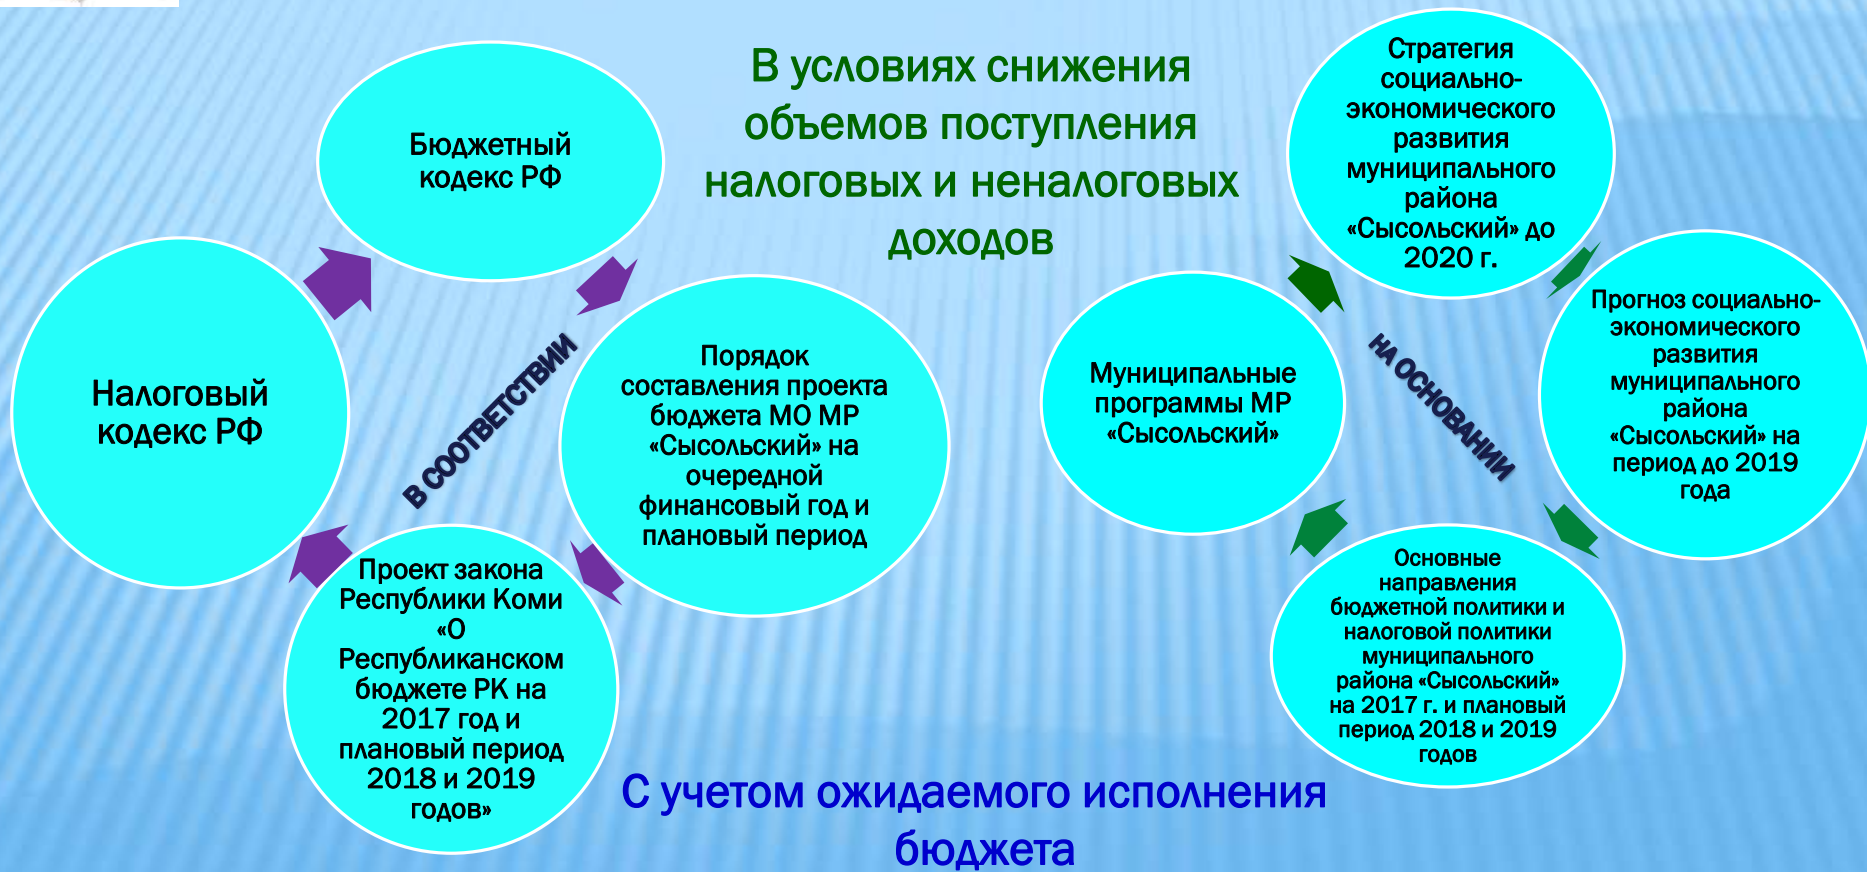 В условиях снижения
объемов поступления
налоговых и неналоговых
доходов
Бюджетный
кодекс РФ
Налоговый
кодекс РФ
В СООТВЕТСТВИИ
Порядок
составления проекта
бюджета МО МР
«Сысольский» на
очередной
финансовый год и
плановый период
Проект закона
Республики Коми
«О
Республиканском
бюджете РК на
2017 год и
плановый период
2018 и 2019
годов»
Стратегия
социально-
экономического
развития
муниципального
района
«Сысольский» до
2020 г.
Муниципальные
программы МР
«Сысольский»
НА ОСНОВАНИИ
Прогноз социально-
экономического
развития
муниципального
района
«Сысольский» на
период до 2019
года
Основные
направления
бюджетной политики и
налоговой политики
муниципального
района «Сысольский»
на 2017 г. и плановый
период 2018 и 2019
годов
С учетом ожидаемого исполнения
бюджета